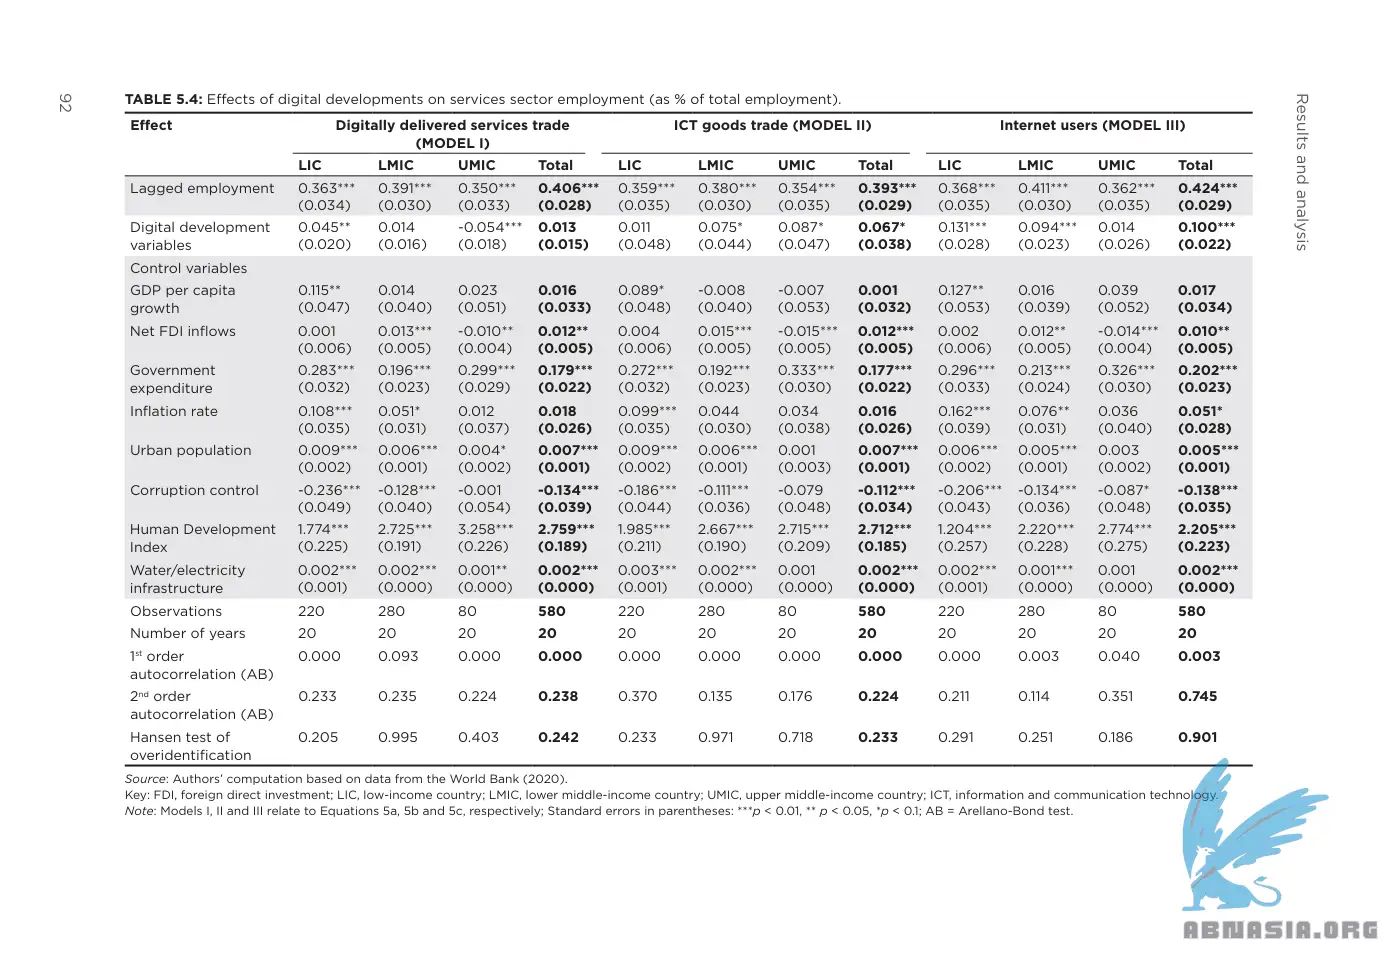 92
Results and analysis
TABLE 5.4: Effects of digital developments on services sector employment (as % of total employment).
Effect Digitally delivered services trade ICT goods trade (MODEL II) Internet users (MODEL III)
(MODEL I)
LIC LMIC UMIC Total LIC LMIC UMIC Total LIC LMIC UMIC Total
Lagged employment 0.363*** 0.391*** 0.350*** 0.406*** 0.359*** 0.380*** 0.354*** 0.393*** 0.368*** 0.411*** 0.362*** 0.424***
(0.034) (0.030) (0.033) (0.028) (0.035) (0.030) (0.035) (0.029) (0.035) (0.030) (0.035) (0.029)
Digital development 0.045** 0.014 -0.054*** 0.013 0.011 0.075* 0.087* 0.067* 0.131*** 0.094*** 0.014 0.100***
variables (0.020) (0.016) (0.018) (0.015) (0.048) (0.044) (0.047) (0.038) (0.028) (0.023) (0.026) (0.022)
Control variables
GDP per capita 0.115** 0.014 0.023 0.016 0.089* -0.008 -0.007 0.001 0.127** 0.016 0.039 0.017
growth (0.047) (0.040) (0.051) (0.033) (0.048) (0.040) (0.053) (0.032) (0.053) (0.039) (0.052) (0.034)
Net FDI inflows 0.001 0.013*** -0.010** 0.012** 0.004 0.015*** -0.015*** 0.012*** 0.002 0.012** -0.014*** 0.010**
(0.006) (0.005) (0.004) (0.005) (0.006) (0.005) (0.005) (0.005) (0.006) (0.005) (0.004) (0.005)
Government 0.283*** 0.196*** 0.299*** 0.179*** 0.272*** 0.192*** 0.333*** 0.177*** 0.296*** 0.213*** 0.326*** 0.202***
expenditure (0.032) (0.023) (0.029) (0.022) (0.032) (0.023) (0.030) (0.022) (0.033) (0.024) (0.030) (0.023)
Inflation rate 0.108*** 0.051* 0.012 0.018 0.099*** 0.044 0.034 0.016 0.162*** 0.076** 0.036 0.051*
(0.035) (0.031) (0.037) (0.026) (0.035) (0.030) (0.038) (0.026) (0.039) (0.031) (0.040) (0.028)
Urban population 0.009*** 0.006*** 0.004* 0.007*** 0.009*** 0.006*** 0.001 0.007*** 0.006*** 0.005*** 0.003 0.005***
(0.002) (0.001) (0.002) (0.001) (0.002) (0.001) (0.003) (0.001) (0.002) (0.001) (0.002) (0.001)
Corruption control -0.236*** -0.128*** -0.001 -0.134*** -0.186*** -0.111*** -0.079 -0.112*** -0.206*** -0.134*** -0.087* -0.138***
(0.049) (0.040) (0.054) (0.039) (0.044) (0.036) (0.048) (0.034) (0.043) (0.036) (0.048) (0.035)
Human Development 1.774*** 2.725*** 3.258*** 2.759*** 1.985*** 2.667*** 2.715*** 2.712*** 1.204*** 2.220*** 2.774*** 2.205***
Index (0.225) (0.191) (0.226) (0.189) (0.211) (0.190) (0.209) (0.185) (0.257) (0.228) (0.275) (0.223)
Water/electricity 0.002*** 0.002*** 0.001** 0.002*** 0.003*** 0.002*** 0.001 0.002*** 0.002*** 0.001*** 0.001 0.002***
infrastructure (0.001) (0.000) (0.000) (0.000) (0.001) (0.000) (0.000) (0.000) (0.001) (0.000) (0.000) (0.000)
Observations 220 280 80 580 220 280 80 580 220 280 80 580
Number of years 20 20 20 20 20 20 20 20 20 20 20 20
1st order 0.000 0.093 0.000 0.000 0.000 0.000 0.000 0.000 0.000 0.003 0.040 0.003
autocorrelation (AB)
2nd order 0.233 0.235 0.224 0.238 0.370 0.135 0.176 0.224 0.211 0.114 0.351 0.745
autocorrelation (AB)
Hansen test of 0.205 0.995 0.403 0.242 0.233 0.971 0.718 0.233 0.291 0.251 0.186 0.901
overidentification
Source: Authors' computation based on data from the World Bank (2020).
Key: FDI, foreign direct investment; LIC, low-income country; LMIC, lower middle-income country; UMIC, upper middle-income country; ICT, information and communication technology.
Note: Models I, II and III relate to Equations 5a, 5b and 5c, respectively; Standard errors in parentheses: ***p < 0.01, ** p < 0.05, *p < 0.1; AB = Arellano-Bond test.
ABNASIA.ORG